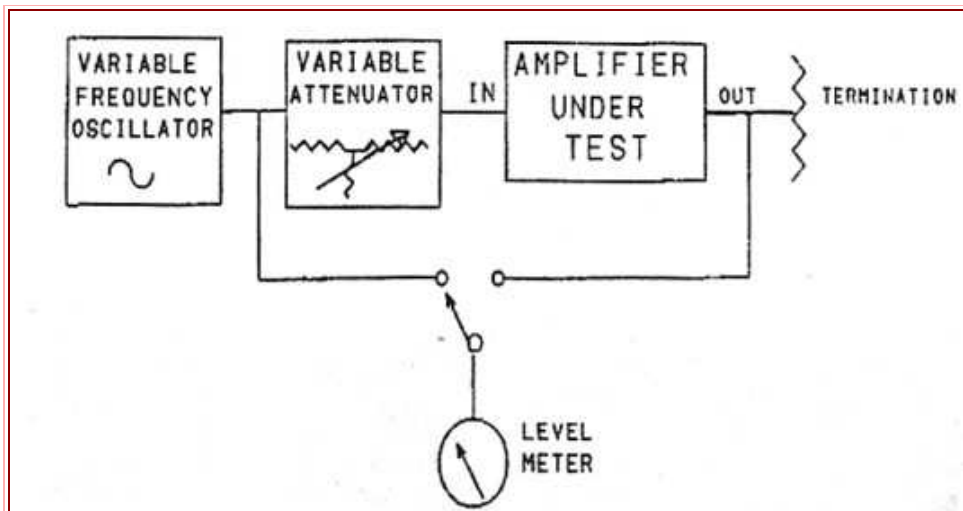 VARIABLE
FREQUENCY
OSCILLATOR
VARIABLE
ATTENUATOR
IN
AMPLIFIER
UNDER
TEST
OUT
TERMINATION
LEVEL
METER